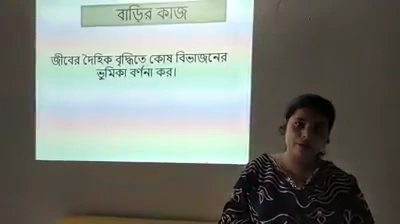 বাড়ির কাজ
জীবের দৈহিক বৃদ্ধিতে কোষ বিভাজনের
ভুমিকা বর্ণনা কর।